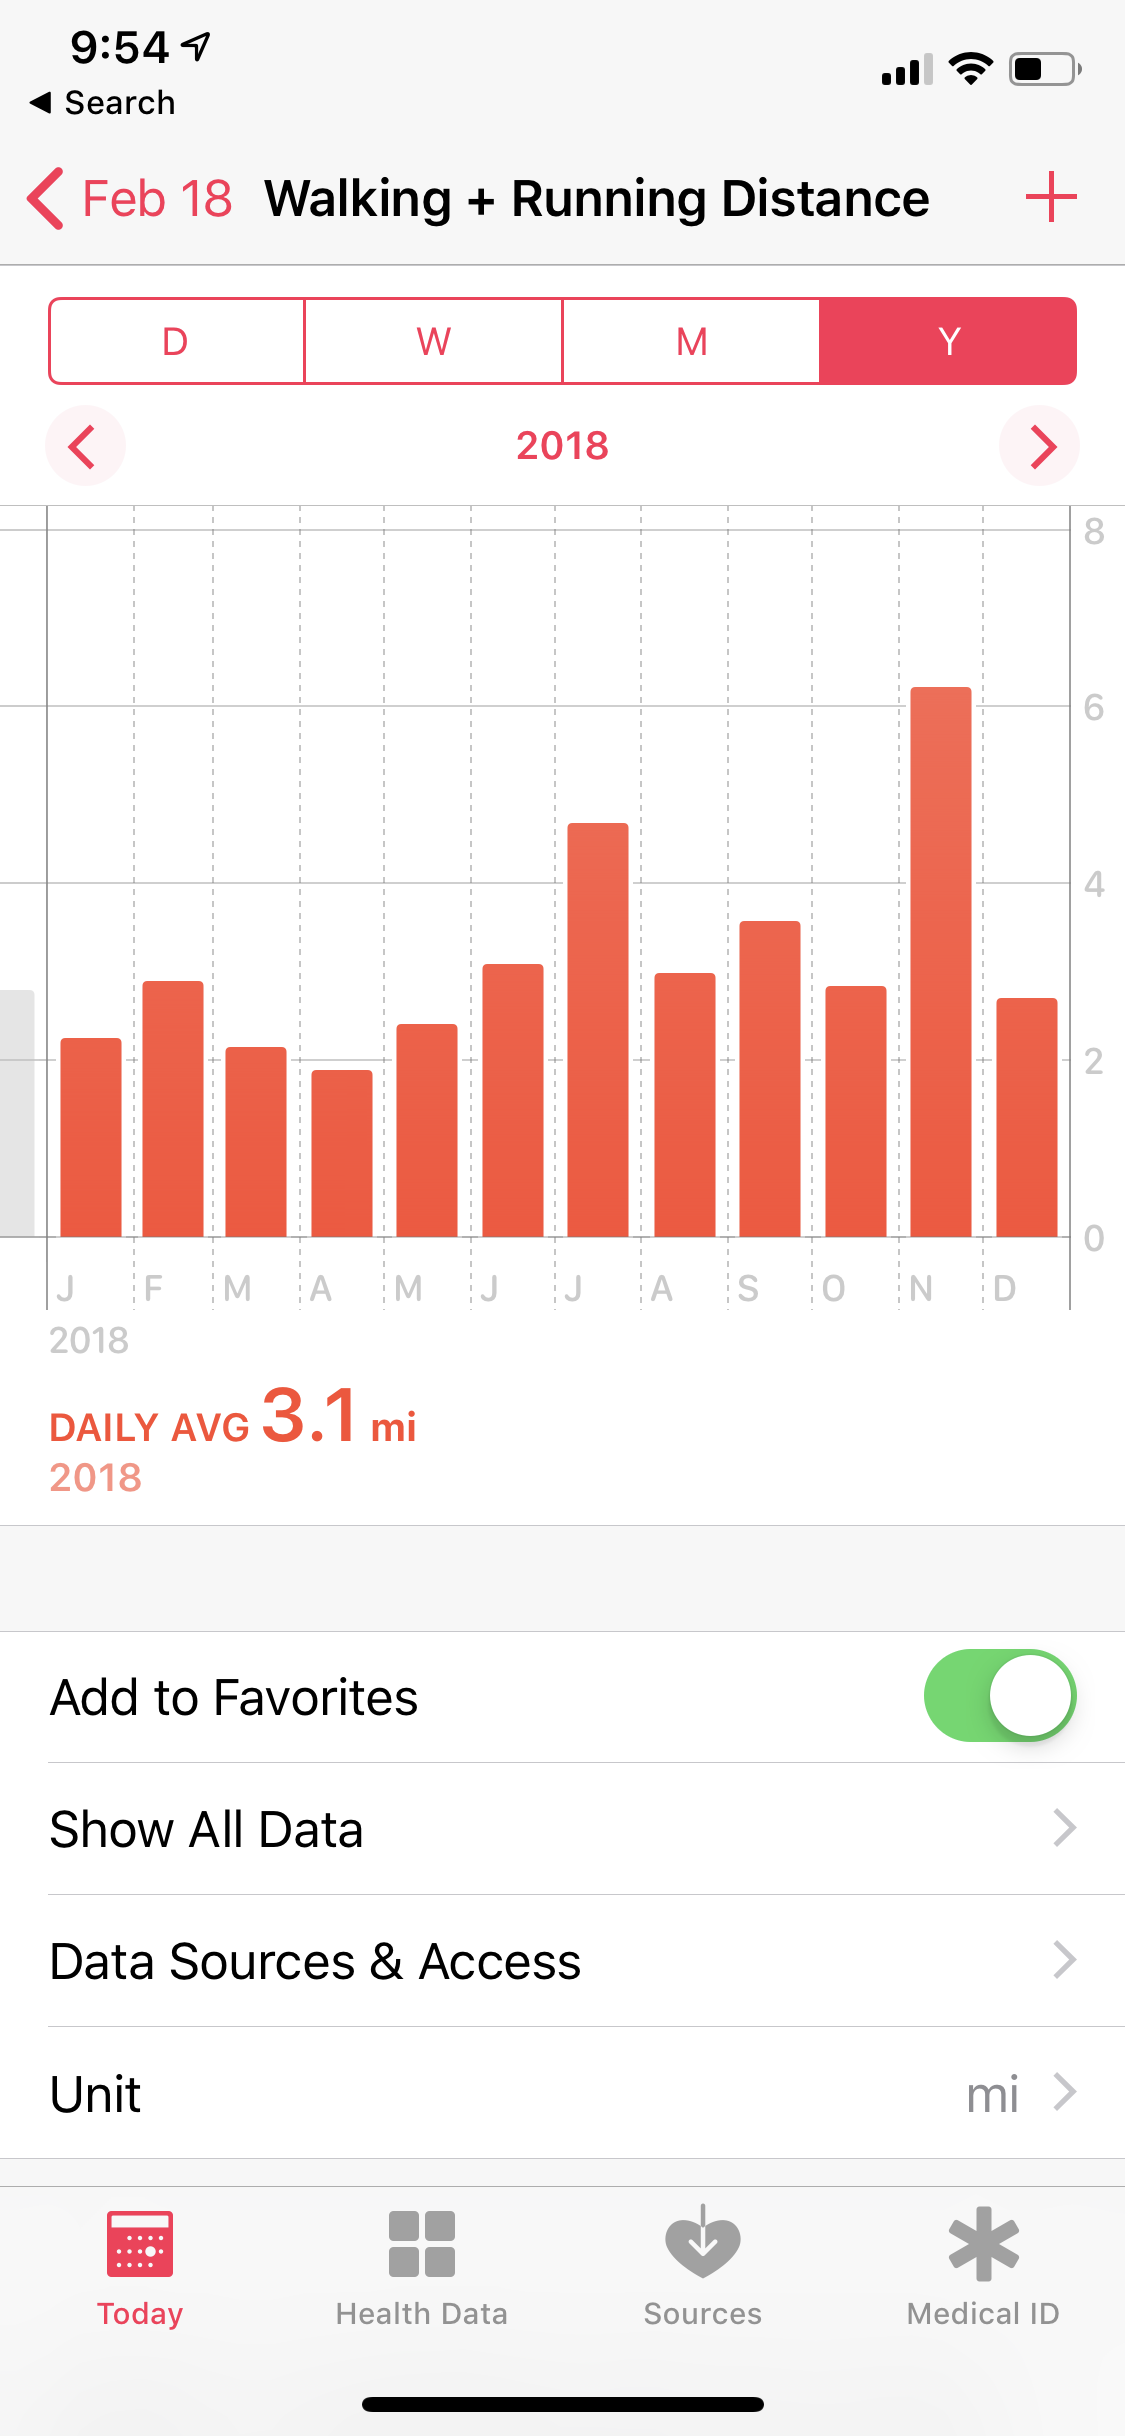 9:54
◀ Search
Feb 18 Walking + Running Distance
D W M Y
2018
8
6
4
2
0
J F M A M J J A S O N D
2018
DAILY AVG 3.1 mi
2018
Add to Favorites
Show All Data
Data Sources & Access
Unit mi
Today Health Data Sources Medical ID